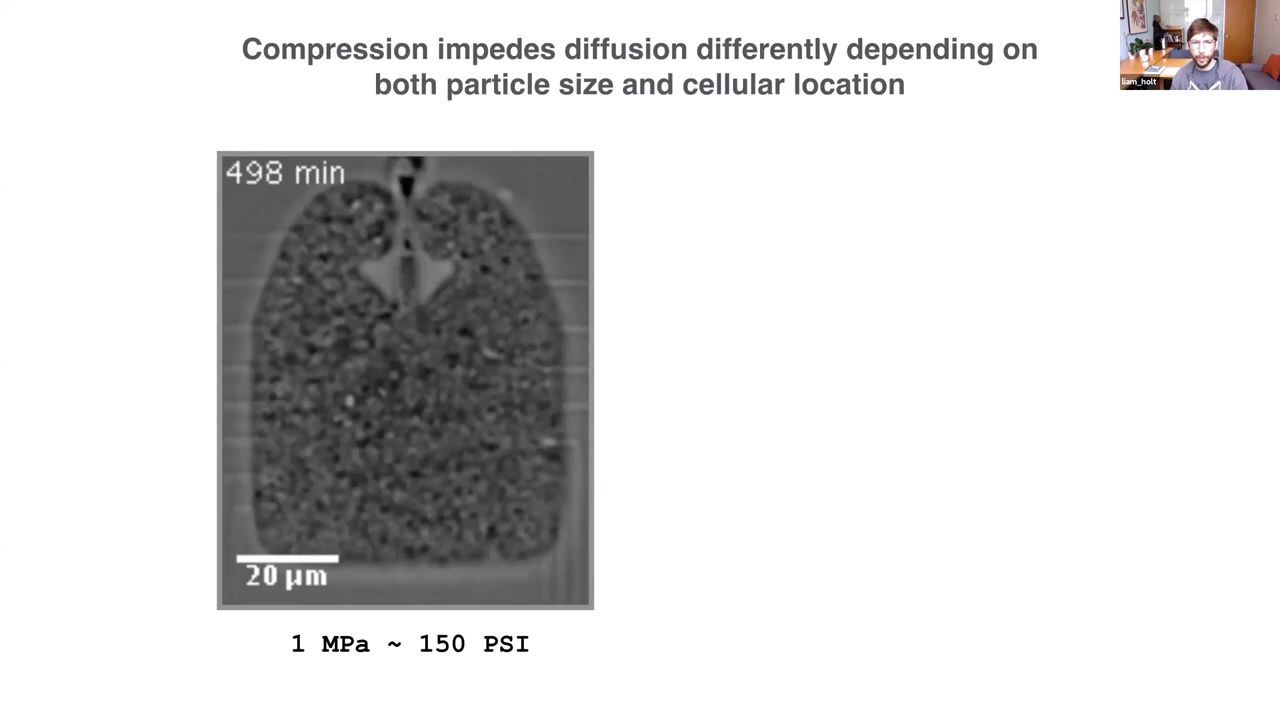 Compression impedes diffusion differently depending on
both particle size and cellular location
liam_holt
498 min
20 µm
1 MPa ~ 150 PSI